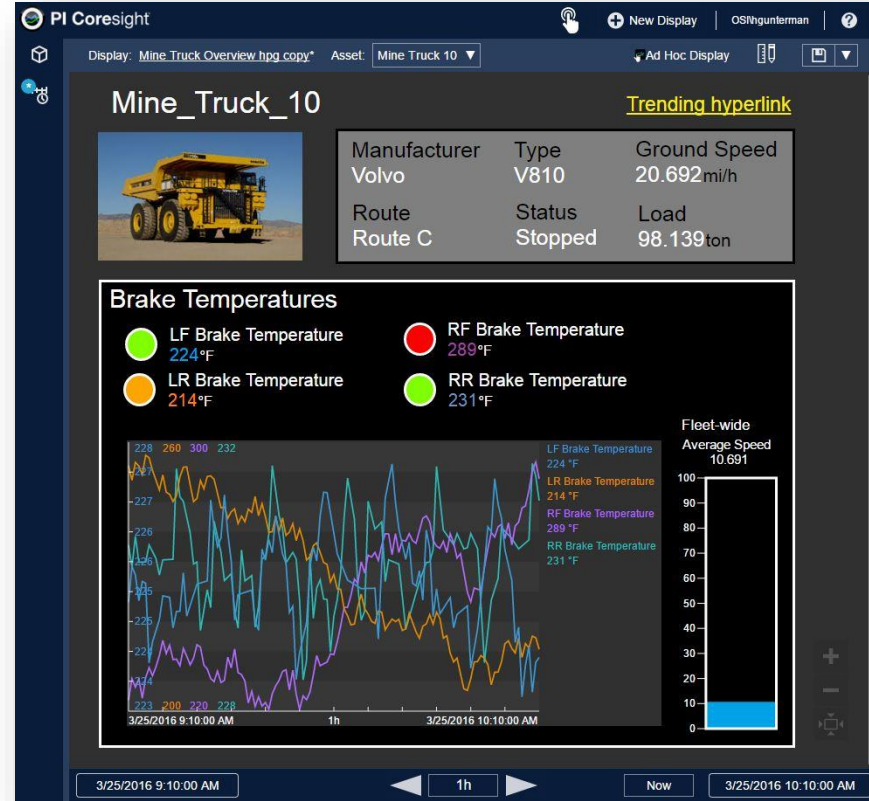 PI Coresight
New Display
OSI\hgunterman
?
Display: Mine Truck Overview hpg copy* Asset: Mine Truck 10 ▼
Ad Hoc Display
Mine_Truck_10
Trending hyperlink
Manufacturer Type Ground Speed
Volvo V810 20.692mi/h
Route Status Load
Route C Stopped 98.139ton
Brake Temperatures
LF Brake Temperature
224°F
RF Brake Temperature
289°F
LR Brake Temperature
214°F
RR Brake Temperature
231°F
228 260 300 232
227
227
226
226
225
224
223 200 220 228
3/25/2016 9:10:00 AM 1h 3/25/2016 10:10:00 AM
LF Brake Temperature
224 °F
LR Brake Temperature
214 °F
RF Brake Temperature
289 °F
RR Brake Temperature
231 °F
Fleet-wide
Average Speed
10.691
100
90
80
70
60
50
40
30
20
10
0
3/25/2016 9:10:00 AM 1h Now 3/25/2016 10:10:00 AM